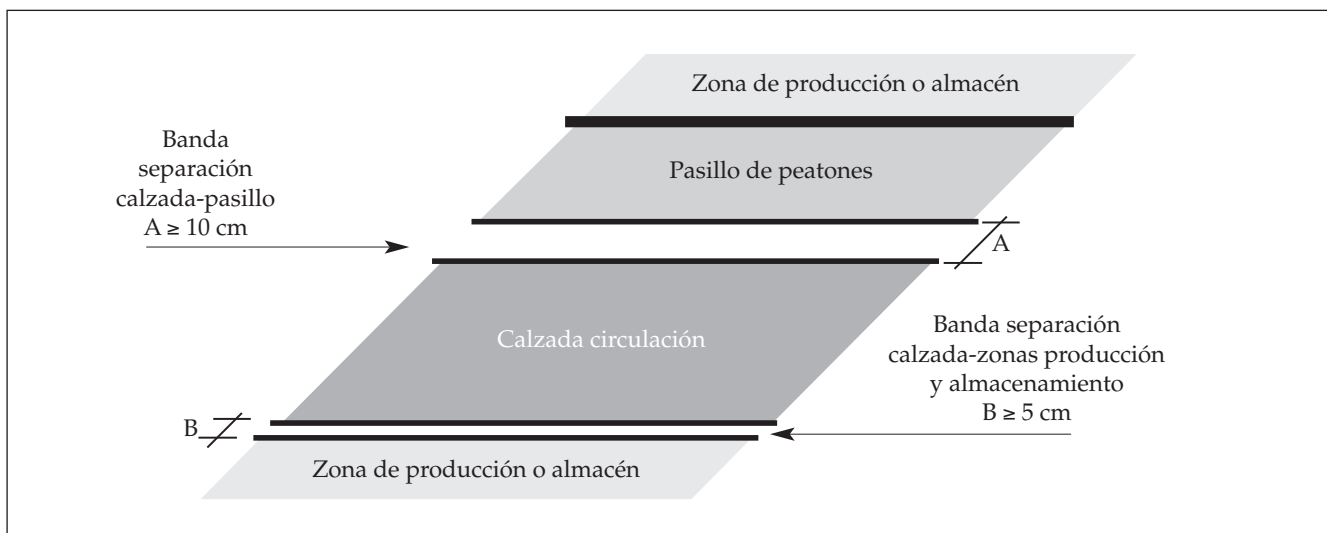 Zona de producción o almacén
Banda
separación
calzada-pasillo
A ≥ 10 cm
Pasillo de peatones
A
Calzada circulación
Banda separación
calzada-zonas producción
y almacenamiento
B ≥ 5 cm
B
Zona de producción o almacén